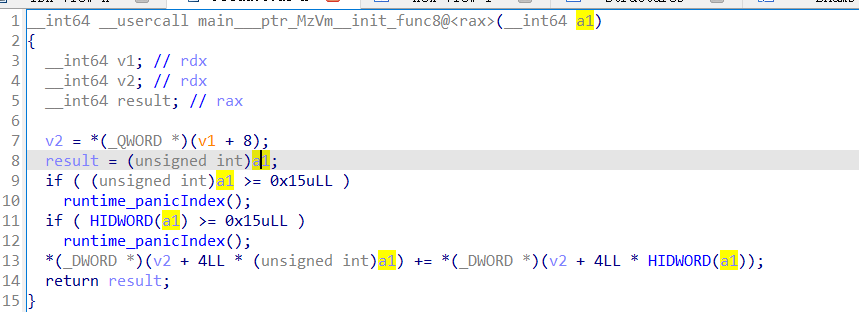 1 __int64 __usercall main___ptr_MzVm__init_func8@<rax>(__int64 a1)
2 {
3   __int64 v1; // rdx
4   __int64 v2; // rdx
5   __int64 result; // rax
6
7   v2 = *(_QWORD *)(v1 + 8);
8   result = (unsigned int)a1;
9   if ( (unsigned int)a1 >= 0x15uLL )
10     runtime_panicIndex();
11   if ( HIDWORD(a1) >= 0x15uLL )
12     runtime_panicIndex();
13   *(_DWORD *)(v2 + 4LL * (unsigned int)a1) += *(_DWORD *)(v2 + 4LL * HIDWORD(a1));
14   return result;
15 }